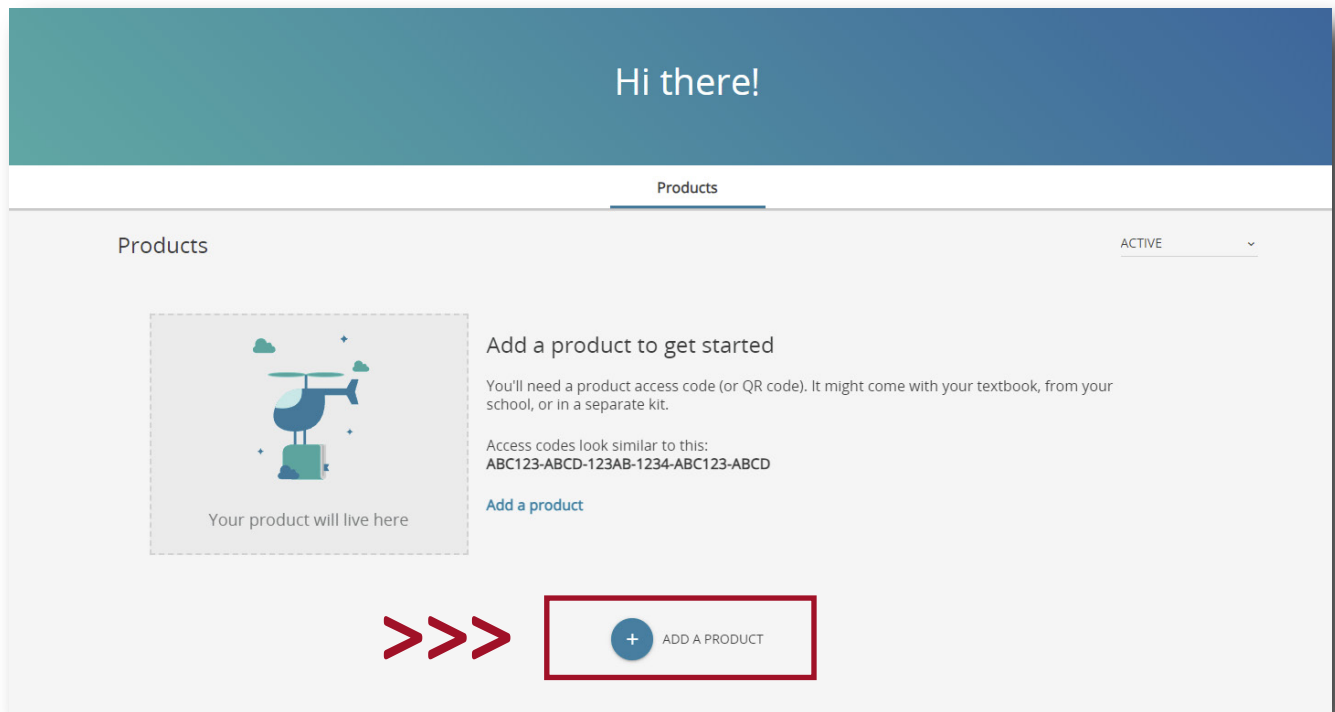 Hi there!
Products
Products
ACTIVE
Add a product to get started
You'll need a product access code (or QR code). It might come with your textbook, from your
school, or in a separate kit.
Access codes look similar to this:
ABC123-ABCD-123AB-1234-ABC123-ABCD
Add a product
Your product will live here
>>>
+ ADD A PRODUCT